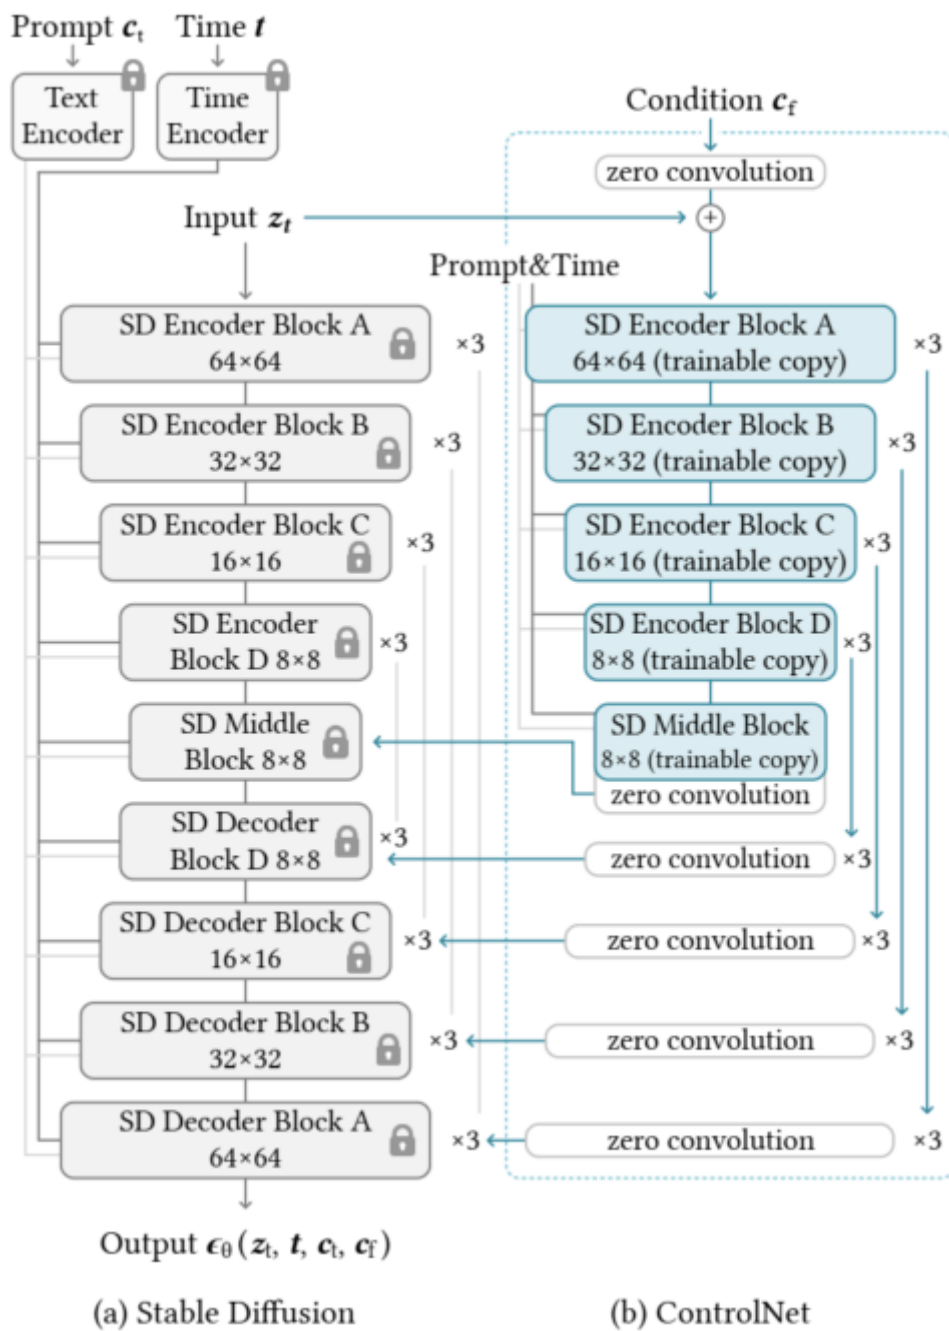 Prompt cₜ
Time t
Text
Encoder
Time
Encoder
Condition c_f
zero convolution
+
Input zₜ
Prompt&Time
SD Encoder Block A
64×64
×3
SD Encoder Block B
32×32
×3
SD Encoder Block C
16×16
×3
SD Encoder
Block D 8×8
×3
SD Middle
Block 8×8
SD Decoder
Block D 8×8
×3
SD Decoder Block C
16×16
×3
SD Decoder Block B
32×32
×3
SD Decoder Block A
64×64
×3
Output ϵ_θ(zₜ, t, cₜ, c_f)
(a) Stable Diffusion
SD Encoder Block A
64×64 (trainable copy)
×3
SD Encoder Block B
32×32 (trainable copy)
×3
SD Encoder Block C
16×16 (trainable copy)
×3
SD Encoder Block D
8×8 (trainable copy)
×3
SD Middle Block
8×8 (trainable copy)
zero convolution
zero convolution
×3
zero convolution
×3
zero convolution
×3
zero convolution
×3
(b) ControlNet